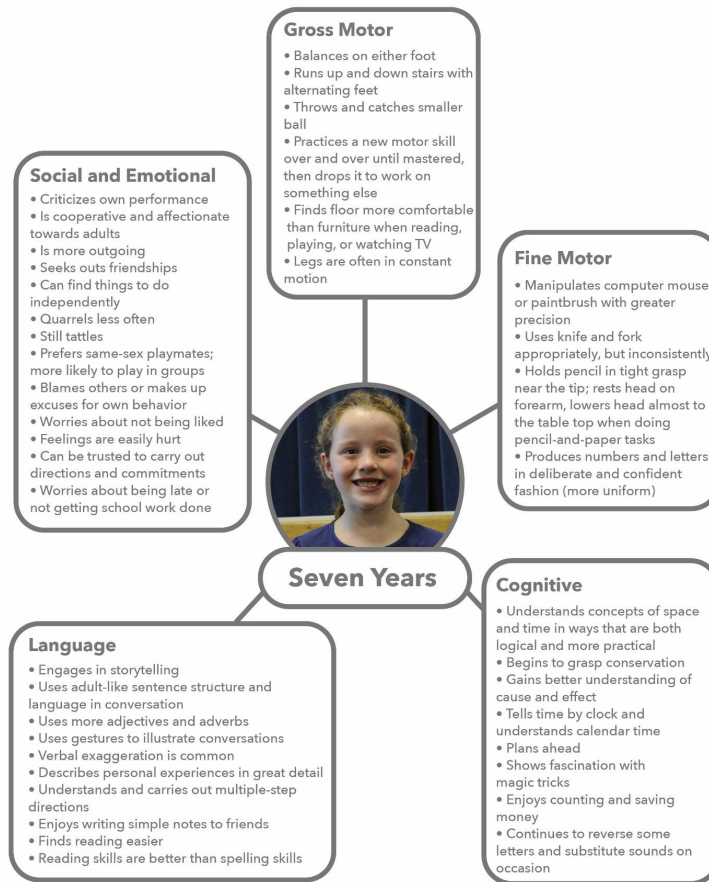 Gross Motor
• Balances on either foot
• Runs up and down stairs with
alternating feet
• Throws and catches smaller
ball
• Practices a new motor skill
over and over until mastered,
then drops it to work on
something else
• Finds floor more comfortable
than furniture when reading,
playing, or watching TV
• Legs are often in constant
motion
Social and Emotional
• Criticizes own performance
• Is cooperative and affectionate
towards adults
• Is more outgoing
• Seeks out friendships
• Can find things to do
independently
• Quarrels less often
• Still tattles
• Prefers same-sex playmates;
more likely to play in groups
• Blames others or makes up
excuses for own behavior
• Worries about not being liked
• Feelings are easily hurt
• Can be trusted to carry out
directions and commitments
• Worries about being late or
not getting school work done
Fine Motor
• Manipulates computer mouse
or paintbrush with greater
precision
• Uses knife and fork
appropriately, but inconsistently
• Holds pencil in tight grasp
near the tip; rests head on
forearm, lowers head almost to
the table top when doing
pencil-and-paper tasks
• Produces numbers and letters
in deliberate and confident
fashion (more uniform)
Seven Years
Language
• Engages in storytelling
• Uses adult-like sentence structure and
language in conversation
• Uses more adjectives and adverbs
• Uses gestures to illustrate conversations
• Verbal exaggeration is common
• Describes personal experiences in great detail
• Understands and carries out multiple-step
directions
• Enjoys writing simple notes to friends
• Finds reading easier
• Reading skills are better than spelling skills
Cognitive
• Understands concepts of space
and time in ways that are both
logical and more practical
• Begins to grasp conservation
• Gains better understanding of
cause and effect
• Tells time by clock and
understands calendar time
• Plans ahead
• Shows fascination with
magic tricks
• Enjoys counting and saving
money
• Continues to reverse some
letters and substitute sounds on
occasion